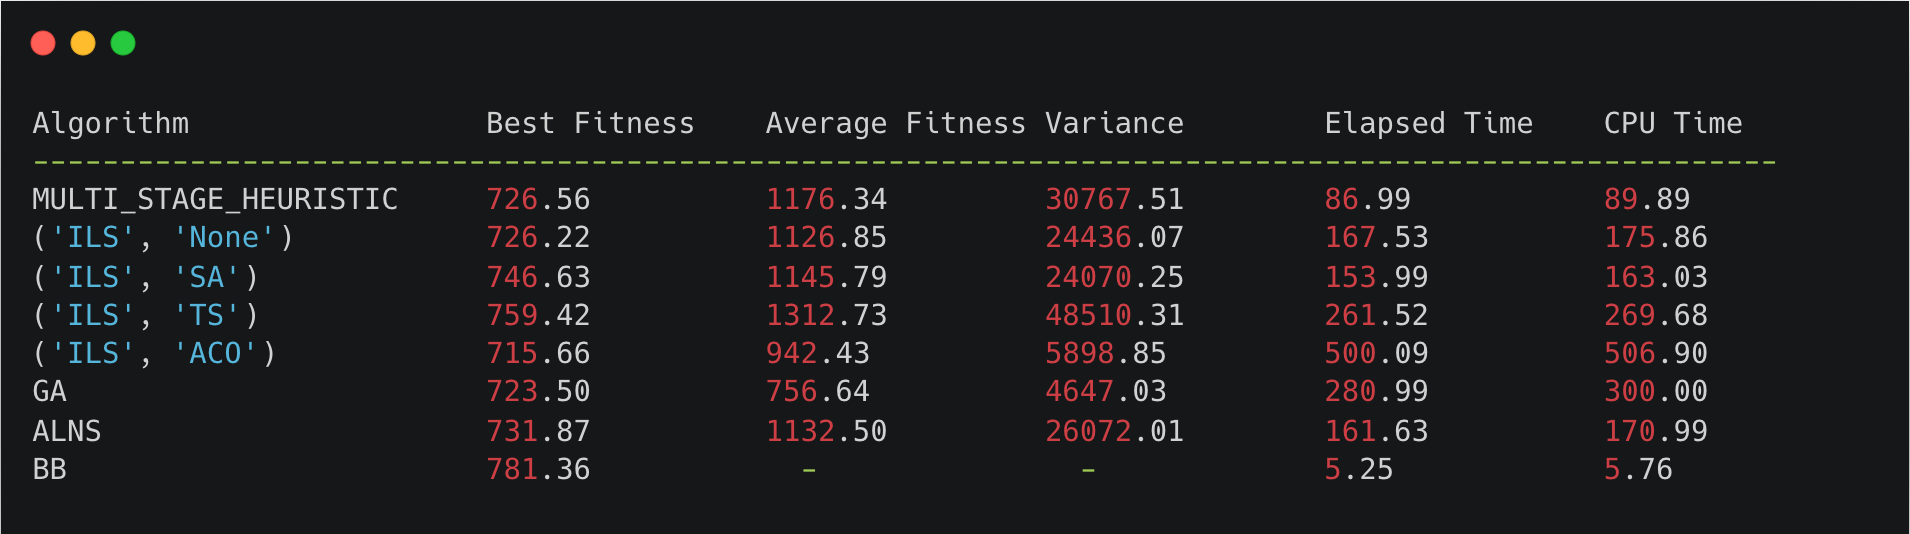 Algorithm Best Fitness Average Fitness Variance Elapsed Time CPU Time
----------------------------------------------------------------------------------------------------
MULTI_STAGE_HEURISTIC 726.56 1176.34 30767.51 86.99 89.89
('ILS', 'None') 726.22 1126.85 24436.07 167.53 175.86
('ILS', 'SA') 746.63 1145.79 24070.25 153.99 163.03
('ILS', 'TS') 759.42 1312.73 48510.31 261.52 269.68
('ILS', 'ACO') 715.66 942.43 5898.85 500.09 506.90
GA 723.50 756.64 4647.03 280.99 300.00
ALNS 731.87 1132.50 26072.01 161.63 170.99
BB 781.36 - - 5.25 5.76